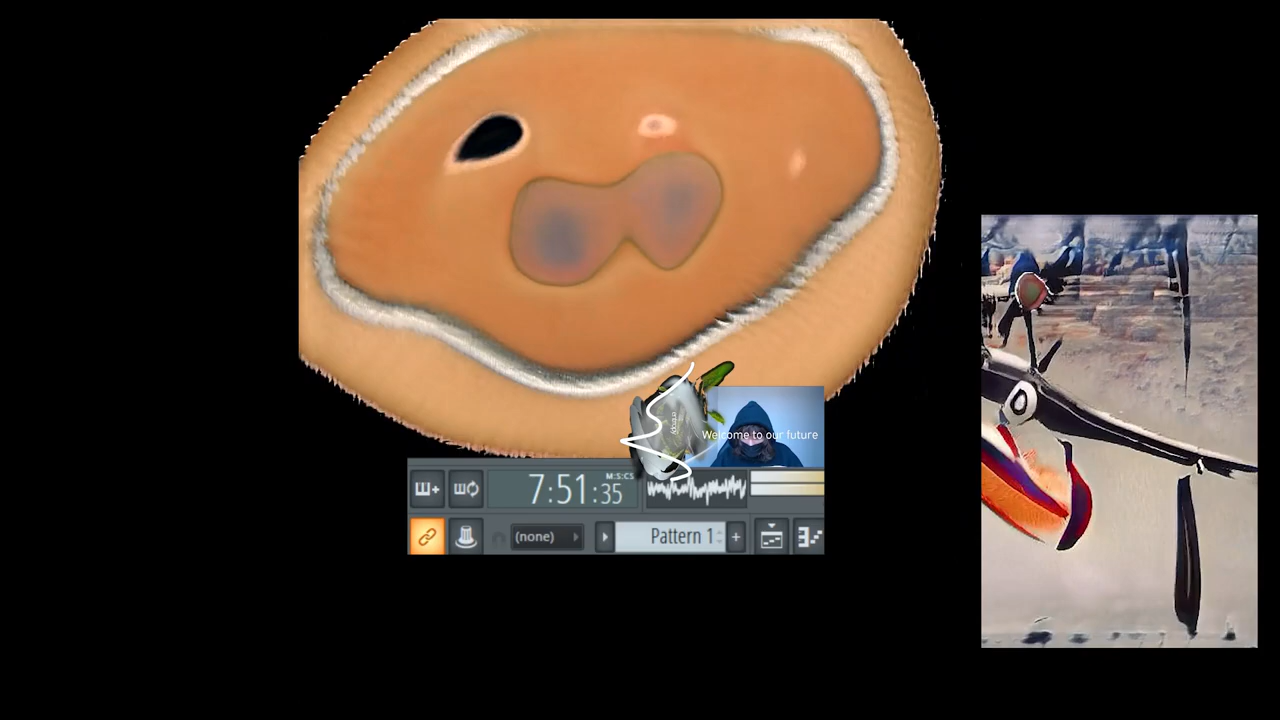 Welcome to our future
M:S:CS
7:51:35
(none)
Pattern 1
+